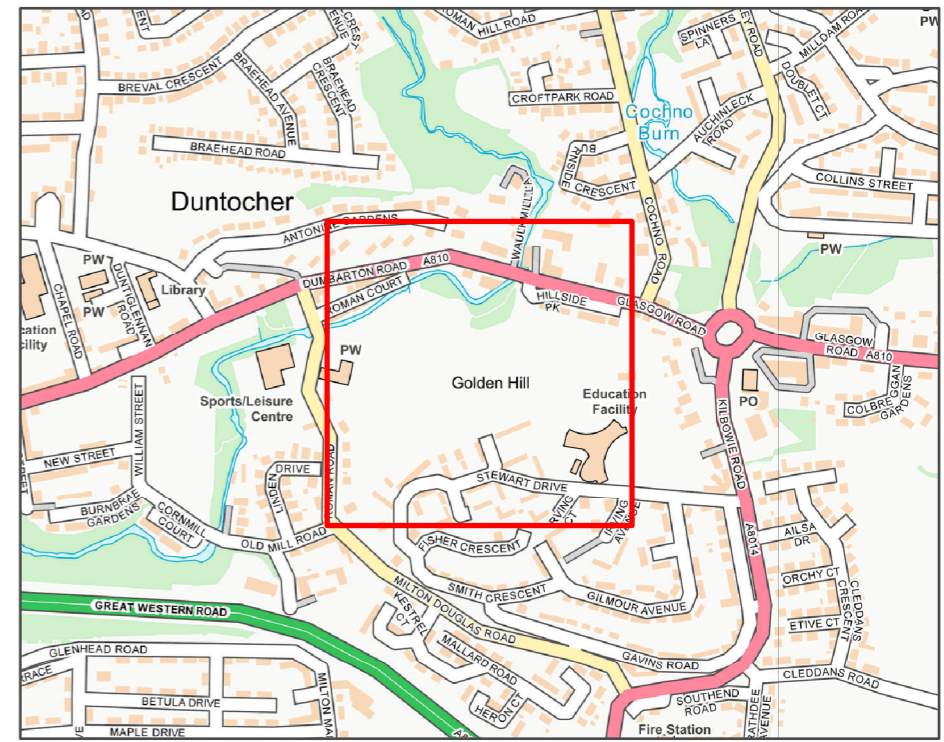 ROMAN HILL ROAD
SPINNERS
LA
MILLDAM ROAD
PW
BREVAL CRESCENT
BRAEHEAD AVENUE
BRAEHEAD
CRESCENT
CROFTPARK ROAD
DOUBLET CT
Cochno
Burn
AUCHINLECK
ROAD
BRAEHEAD ROAD
BURNSIDE
CRESCENT
COLLINS STREET
Duntocher
ANTONINE GARDENS
COCHNO
ROAD
PW
PW
DUMBARTON ROAD A810
Library
DUNTIGLENNAN
ROAD
PW
CHAPEL ROAD
ROMAN COURT
HILLSIDE
PK
GLASGOW ROAD
GLASGOW
ROAD A810
PW
Golden Hill
Education
Facility
Sports/Leisure
Centre
PO
COLBREGGAN
GARDENS
KILBOWIE ROAD
WILLIAM STREET
NEW STREET
LINDEN
DRIVE
ROMAN ROAD
STEWART DRIVE
IRVING
CT
IRVING
AVENUE
BURNBRAE
GARDENS
CORNMILL
COURT
OLD MILL ROAD
FISHER CRESCENT
A8014
AILSA
DR
SMITH CRESCENT
GILMOUR AVENUE
ORCHY CT
CLEDDANS
CRESCENT
GREAT WESTERN ROAD
MILTON DOUGLAS ROAD
KESTREL
CT
ETIVE CT
MALLARD ROAD
GLENHEAD ROAD
GAVINS ROAD
CLEDDANS ROAD
BETULA DRIVE
HERON CT
SOUTHEND
ROAD
AVENUE
MAPLE DRIVE
Fire Station